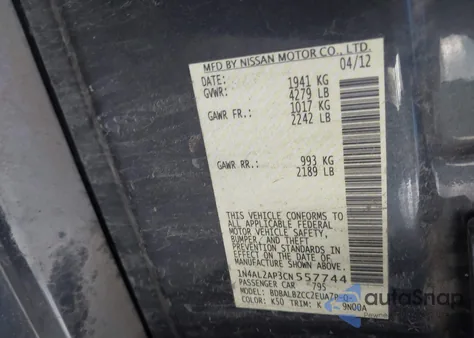 MFD BY NISSAN MOTOR CO., LTD.
DATE: 04/12
GVWR: 1941 KG
4279 LB
GAWR FR.: 1017 KG
2242 LB
GAWR RR.: 993 KG
2189 LB
THIS VEHICLE CONFORMS TO
ALL APPLICABLE FEDERAL
MOTOR VEHICLE SAFETY,
BUMPER, AND THEFT
PREVENTION STANDARDS IN
EFFECT ON THE DATE OF
MANUFACTURE SHOWN ABOVE.
1N4AL2AP3CN557744
PASSENGER CAR 795
MODEL:
COLOR: K50 TRIM: K 9N00A
autoSnap